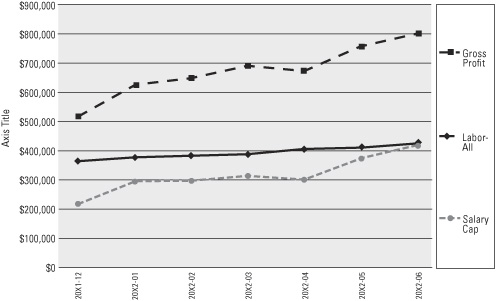 $900,000
$800,000
$700,000
$600,000
$500,000
$400,000
$300,000
$200,000
$100,000
$0
Axis Title
20X1-12
20X2-01
20X2-02
20X2-03
20X2-04
20X2-05
20X2-06
Gross
Profit
Labor-
All
Salary
Cap